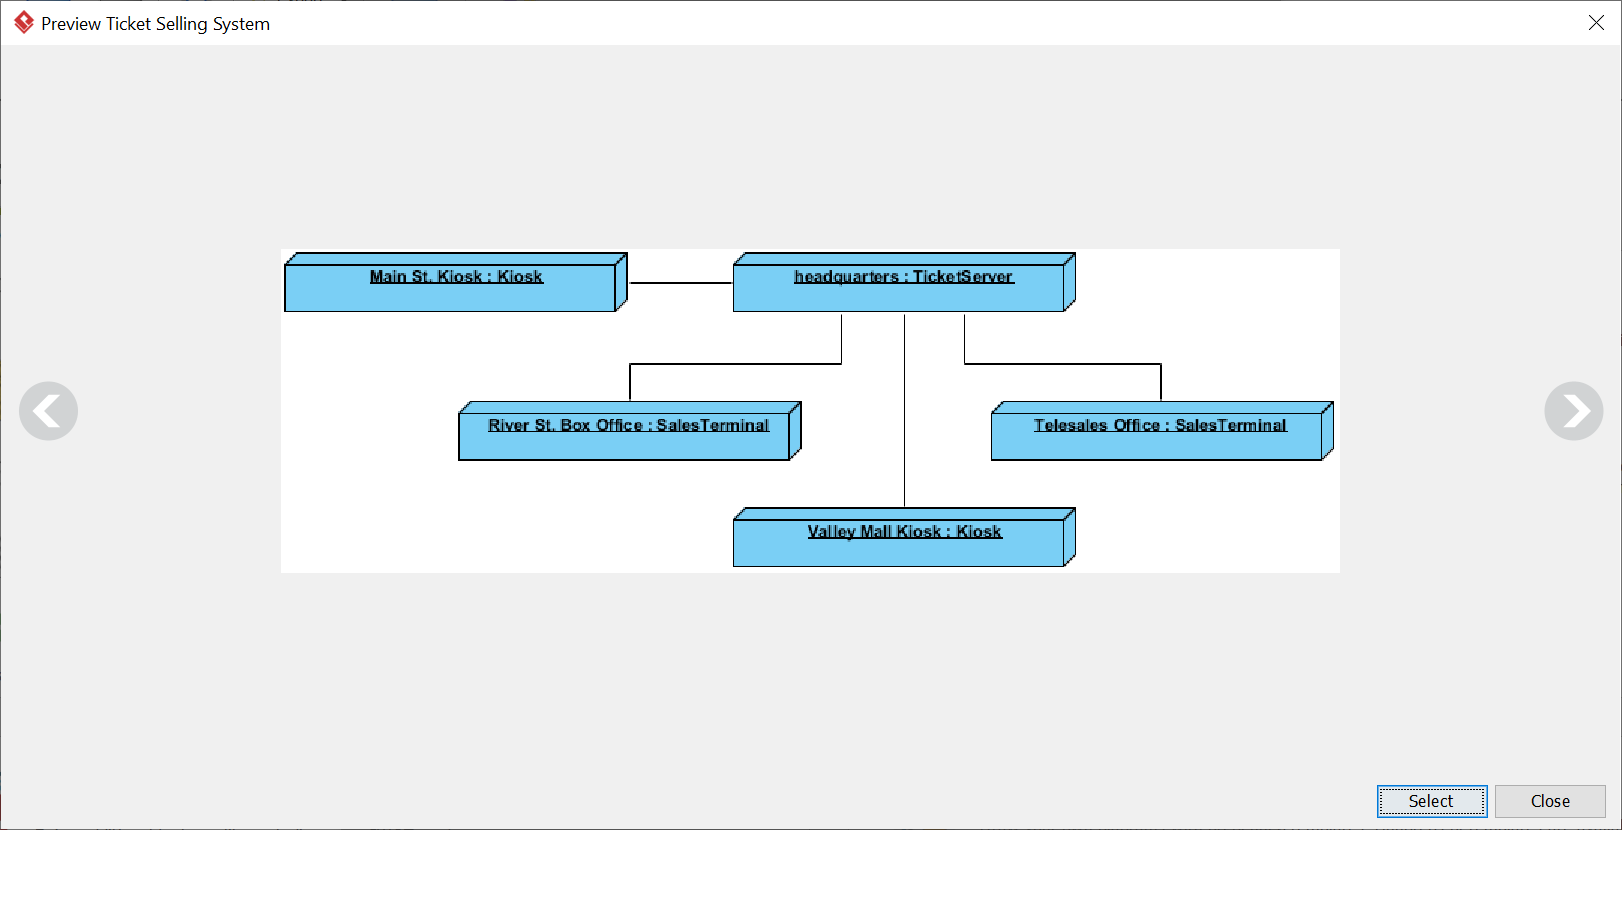 Preview Ticket Selling System
Main St. Kiosk : Kiosk
headquarters : TicketServer
River St. Box Office : SalesTerminal
Telesales Office : SalesTerminal
Valley Mall Kiosk : Kiosk
Select
Close